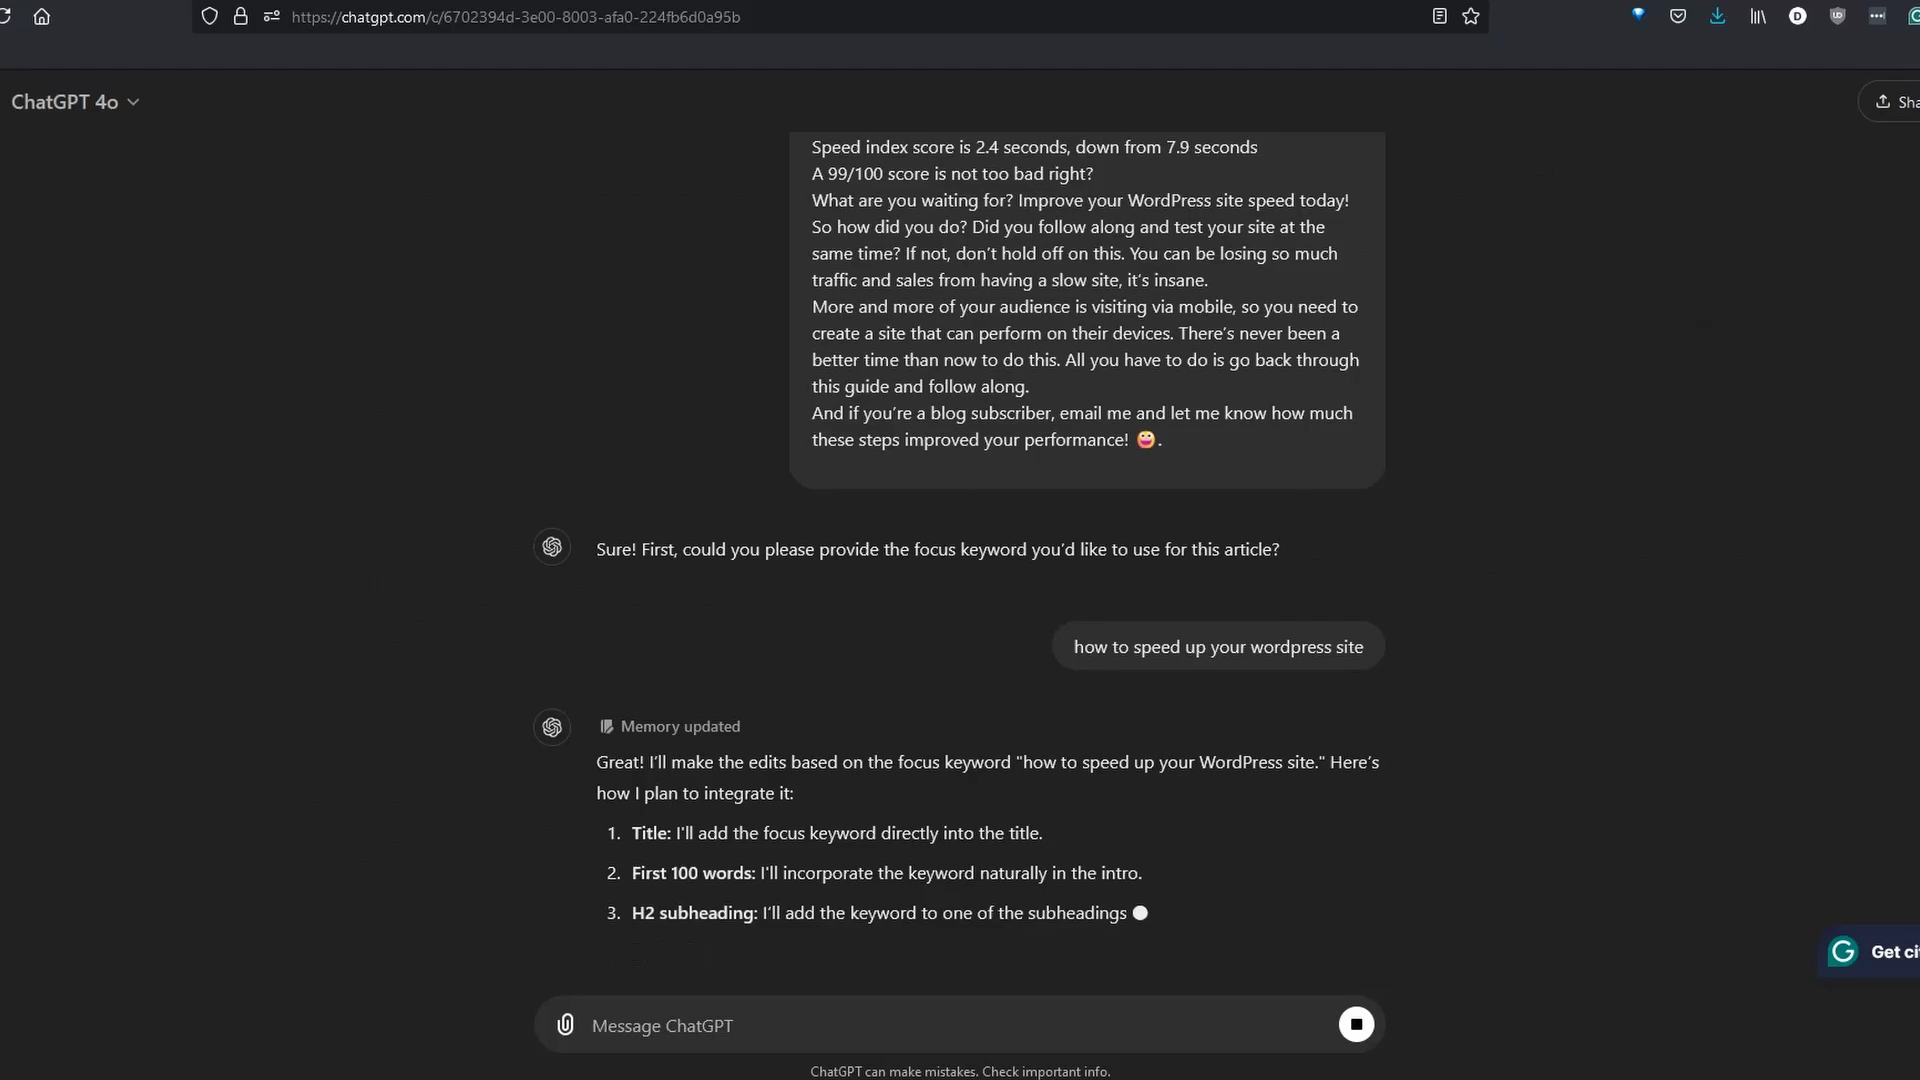 https://chatgpt.com/c/6702394d-3e00-8003-afa0-224fb6d0a95b
ChatGPT 4o
Sha
Speed index score is 2.4 seconds, down from 7.9 seconds
A 99/100 score is not too bad right?
What are you waiting for? Improve your WordPress site speed today!
So how did you do? Did you follow along and test your site at the
same time? If not, don’t hold off on this. You can be losing so much
traffic and sales from having a slow site, it’s insane.
More and more of your audience is visiting via mobile, so you need to
create a site that can perform on their devices. There’s never been a
better time than now to do this. All you have to do is go back through
this guide and follow along.
And if you’re a blog subscriber, email me and let me know how much
these steps improved your performance! 😀.
Sure! First, could you please provide the focus keyword you’d like to use for this article?
how to speed up your wordpress site
Memory updated
Great! I’ll make the edits based on the focus keyword "how to speed up your WordPress site." Here’s
how I plan to integrate it:
1. Title: I'll add the focus keyword directly into the title.
2. First 100 words: I'll incorporate the keyword naturally in the intro.
3. H2 subheading: I’ll add the keyword to one of the subheadings
Get ci
Message ChatGPT
ChatGPT can make mistakes. Check important info.